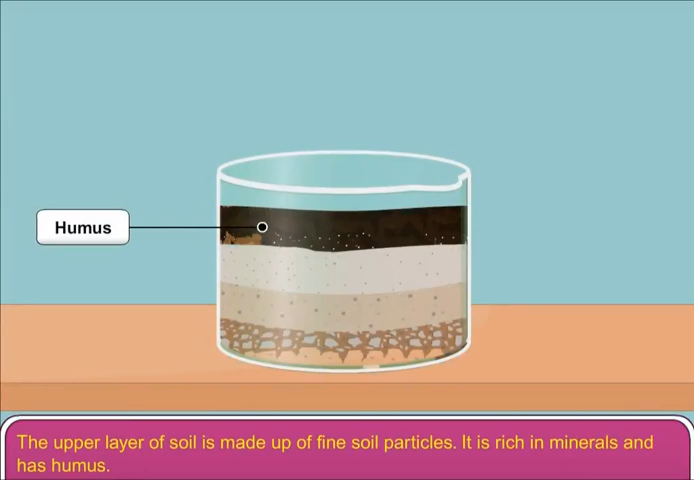 Humus
The upper layer of soil is made up of fine soil particles. It is rich in minerals and
has humus.